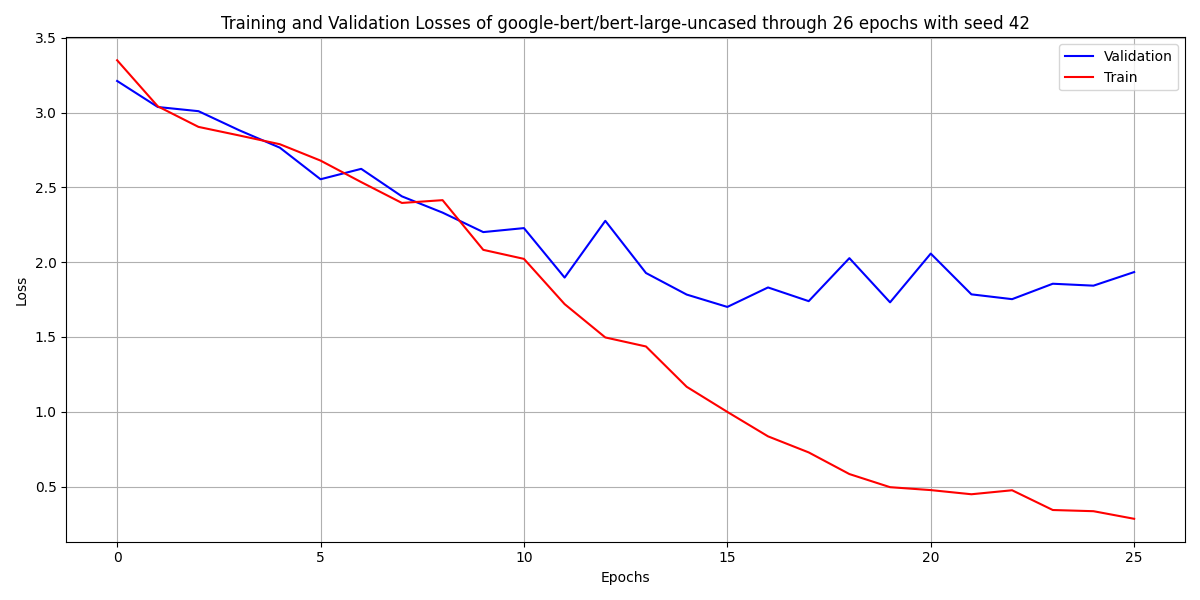 Training and Validation Losses of google-bert/bert-large-uncased through 26 epochs with seed 42
Validation
Train
3.5
3.0
2.5
2.0
1.5
1.0
0.5
Loss
0 5 10 15 20 25
Epochs